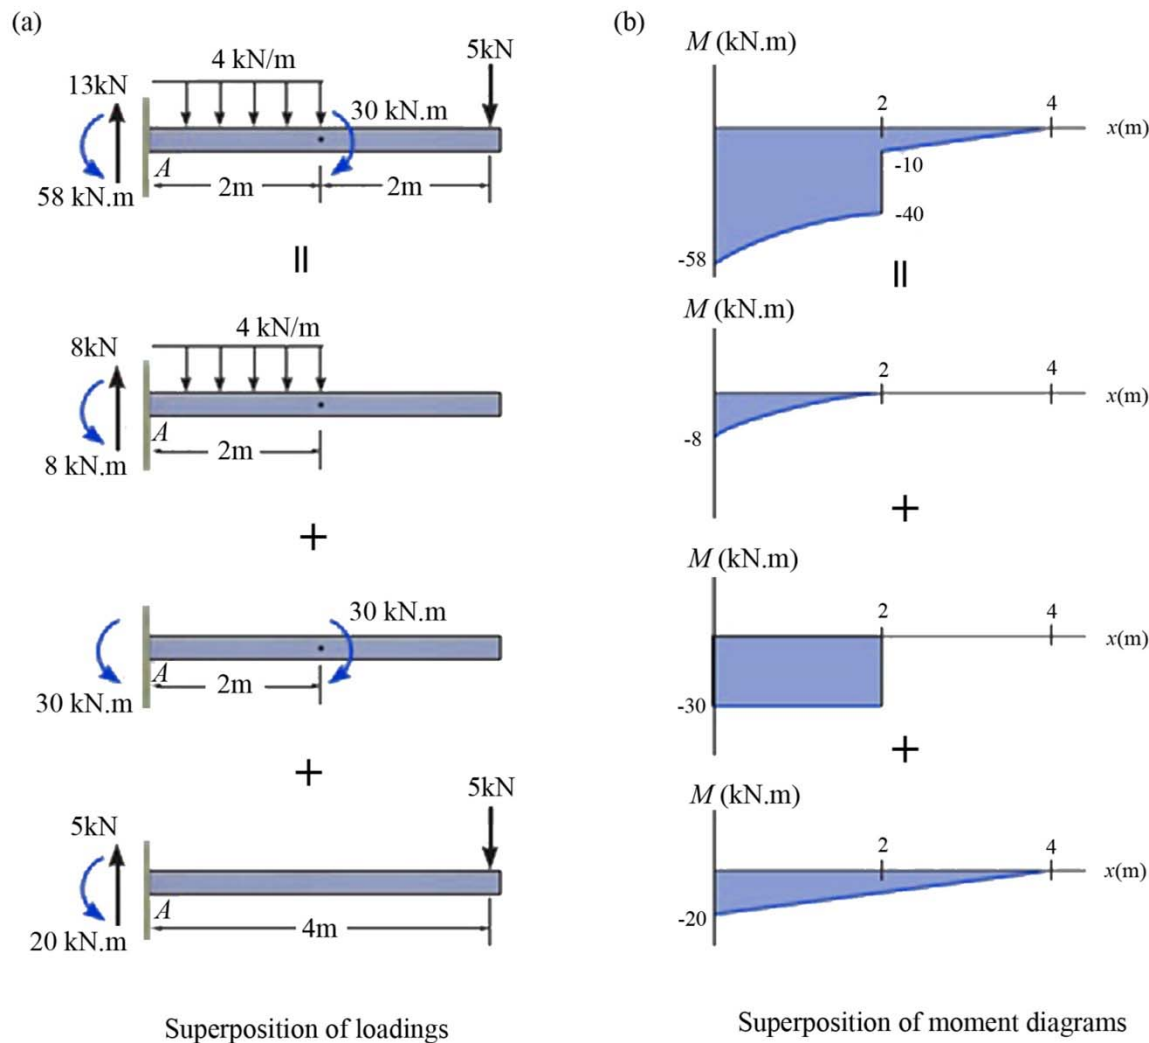 (a)
4 kN/m
5kN
13kN
30 kN.m
A
2m
2m
58 kN.m
=
4 kN/m
8kN
A
2m
8 kN.m
+
30 kN.m
A
2m
30 kN.m
+
5kN
5kN
A
4m
20 kN.m
Superposition of loadings
(b)
M (kN.m)
2
4
x(m)
-10
-40
-58
=
M (kN.m)
2
4
x(m)
-8
+
M (kN.m)
2
4
x(m)
-30
+
M (kN.m)
2
4
x(m)
-20
Superposition of moment diagrams